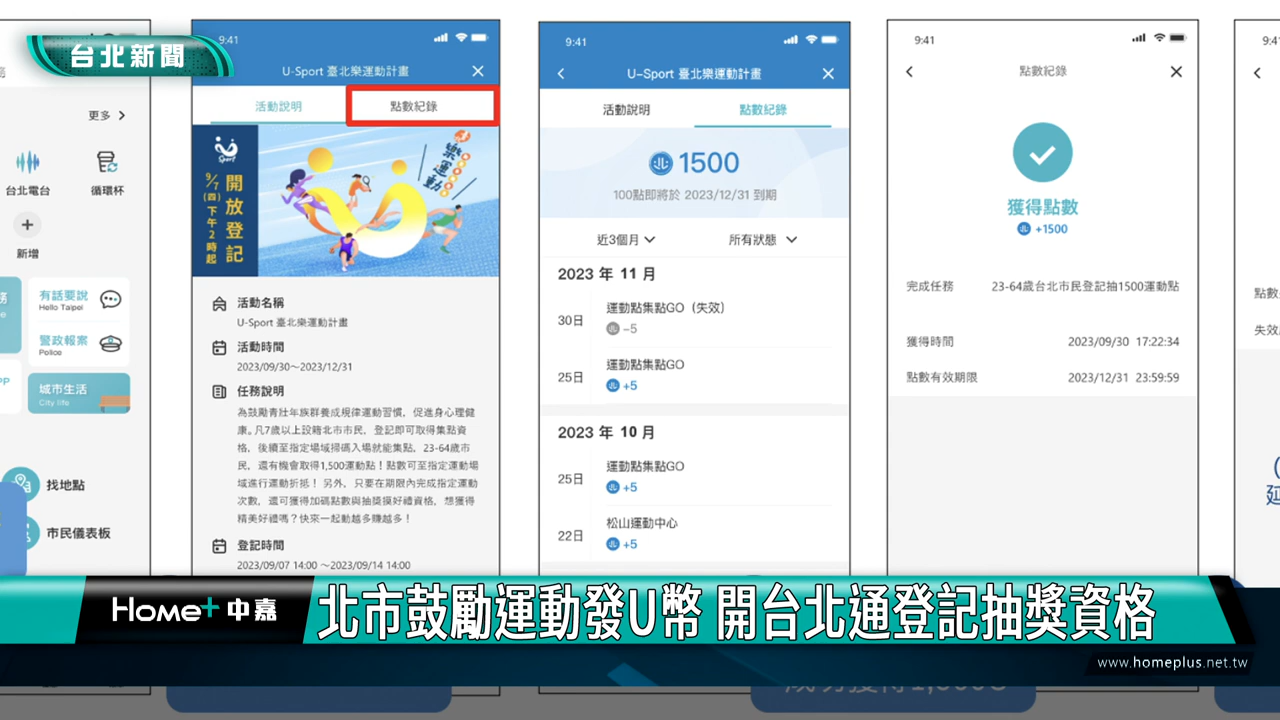 台北新聞
更多
台北電台
循環杯
新增
有話要說
Hello Taipei
警政報案
Police
城市生活
City life
找地點
市民儀表板
9:41
U-Sport 臺北樂運動計畫
活動說明
點數紀錄
Sport
9/7(四)下午2時起
開放登記
樂運動
活動名稱
U-Sport 臺北樂運動計畫
活動時間
2023/09/30～2023/12/31
任務說明
為鼓勵青壯年族群養成規律運動習慣，促進身心理健
康。凡7歲以上設籍北市市民，登記即可取得集點資
格，後續至指定場域掃碼入場就能集點，23-64歲市
民，還有機會取得1,500運動點！點數可至指定運動場
域進行運動折抵！另外，只要在期限內完成指定運動
次數，還可獲得加碼點數與抽獎摸好禮資格，想獲得
精美好禮嗎？快來一起動越多賺越多！
登記時間
2023/09/07 14:00 ～2023/09/14 14:00
9:41
U-Sport 臺北樂運動計畫
活動說明
點數紀錄
1500
100點即將於 2023/12/31 到期
近3個月
所有狀態
2023 年 11 月
30日
運動點集點GO（失效）
-5
25日
運動點集點GO
+5
2023 年 10 月
25日
運動點集點GO
+5
22日
松山運動中心
+5
9:41
點數紀錄
獲得點數
+1500
完成任務
23-64歲台北市民登記抽1500運動點
獲得時間
2023/09/30 17:22:34
點數有效期限
2023/12/31 23:59:59
9:41
點數
失效
延
Home+ 中嘉
北市鼓勵運動發U幣 開台北通登記抽獎資格
www.homeplus.net.tw